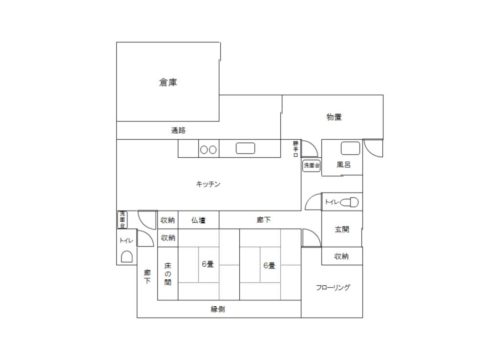 倉庫
物置
通路
勝手口
洗面台
風呂
キッチン
トイレ
洗面台
収納
仏壇
廊下
玄関
トイレ
収納
6畳
6畳
収納
床の間
廊下
フローリング
縁側